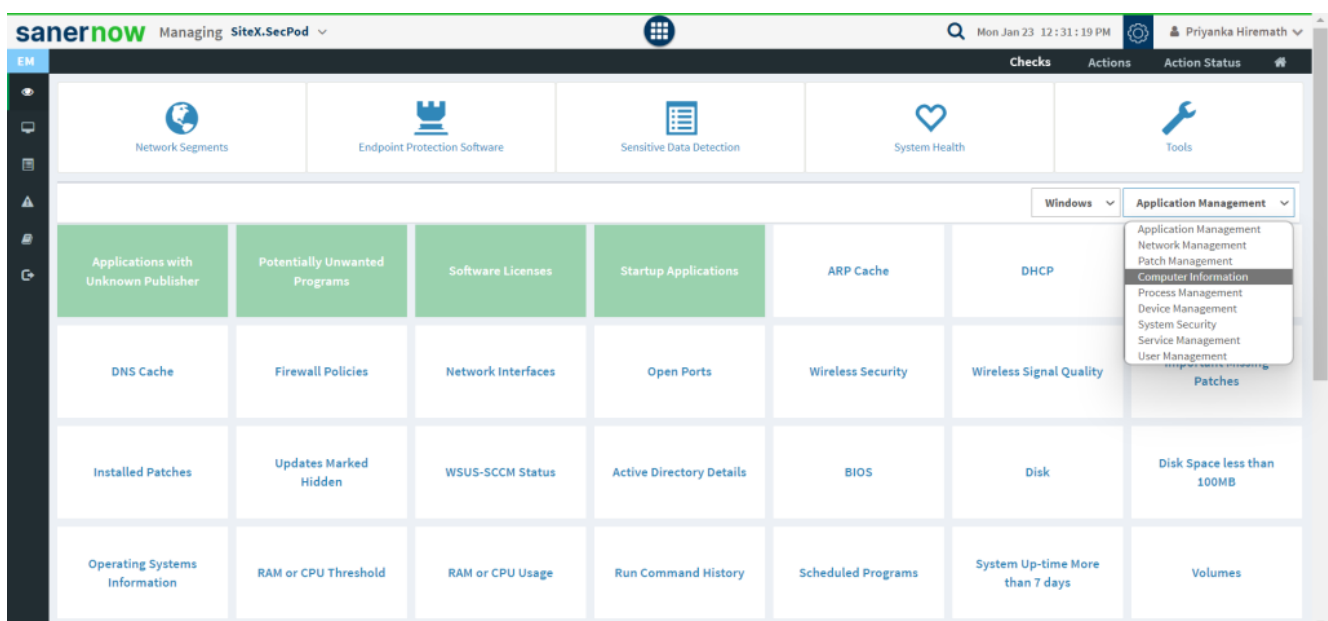 sanernow Managing SiteX.SecPod
Mon Jan 23 12:31:19 PM
Priyanka Hiremath
EM
Checks Actions Action Status
Network Segments
Endpoint Protection Software
Sensitive Data Detection
System Health
Tools
Windows
Application Management
Application Management
Network Management
Patch Management
Computer Information
Process Management
Device Management
System Security
Service Management
User Management
Applications with
Unknown Publisher
Potentially Unwanted
Programs
Software Licenses
Startup Applications
ARP Cache
DHCP
DNS Cache
Firewall Policies
Network Interfaces
Open Ports
Wireless Security
Wireless Signal Quality
Important Missing
Patches
Installed Patches
Updates Marked
Hidden
WSUS-SCCM Status
Active Directory Details
BIOS
Disk
Disk Space less than
100MB
Operating Systems
Information
RAM or CPU Threshold
RAM or CPU Usage
Run Command History
Scheduled Programs
System Up-time More
than 7 days
Volumes